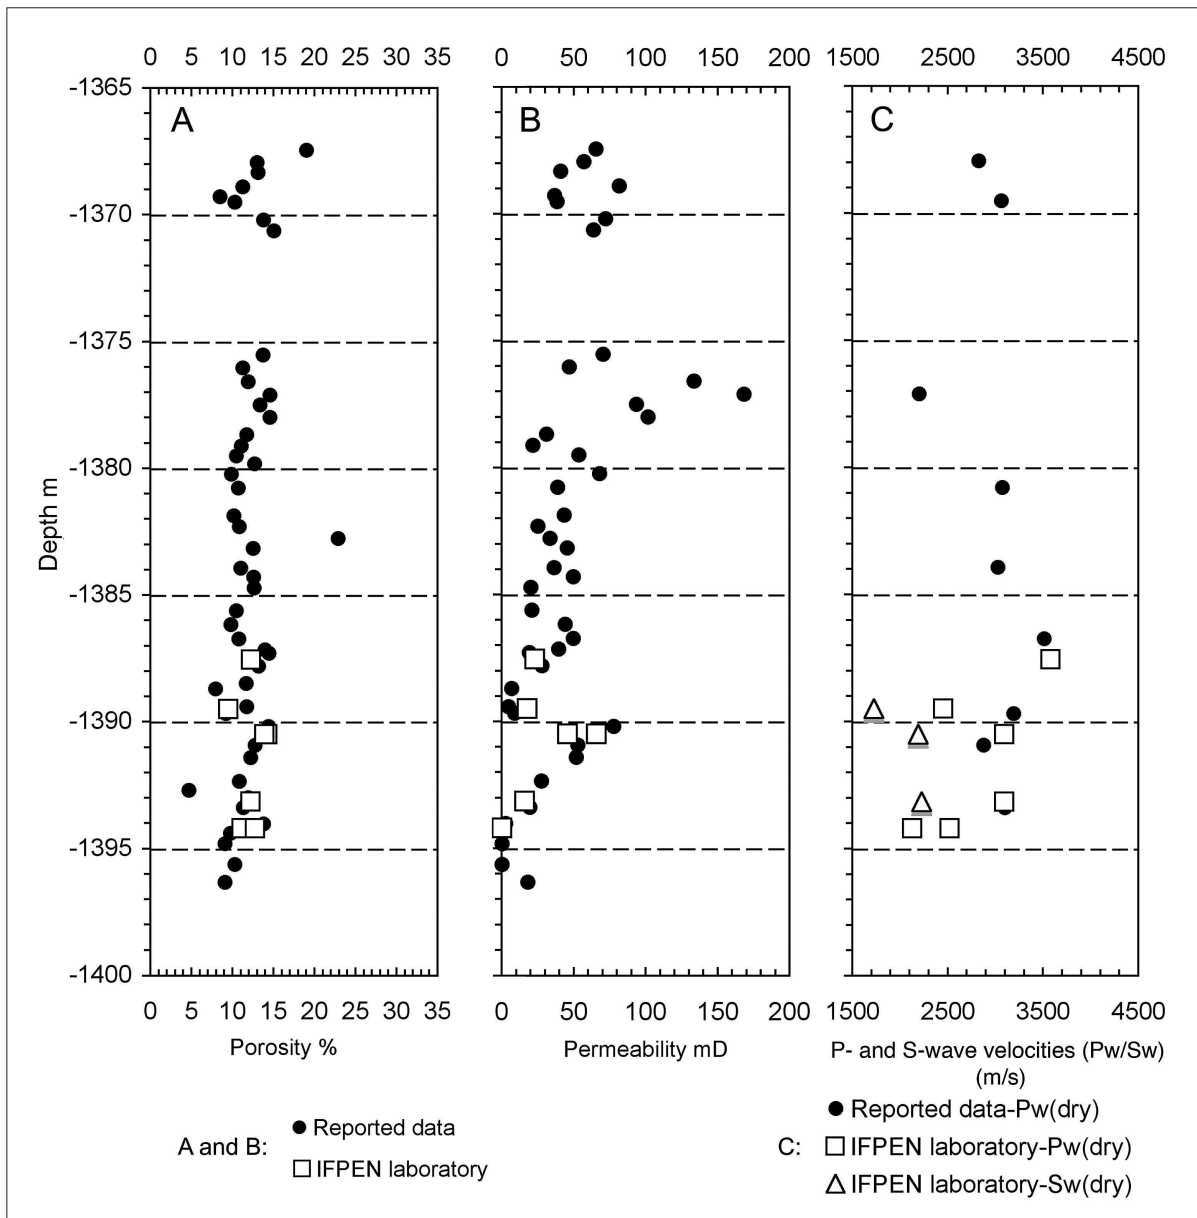 0 5 10 15 20 25 30 35
0 50 100 150 200
1500 2500 3500 4500
A
B
C
-1365
-1370
-1375
-1380
-1385
-1390
-1395
-1400
Depth m
0 5 10 15 20 25 30 35
0 50 100 150 200
1500 2500 3500 4500
Porosity %
Permeability mD
P- and S-wave velocities (Pw/Sw)
(m/s)
A and B:
Reported data
IFPEN laboratory
C:
Reported data-Pw(dry)
IFPEN laboratory-Pw(dry)
IFPEN laboratory-Sw(dry)